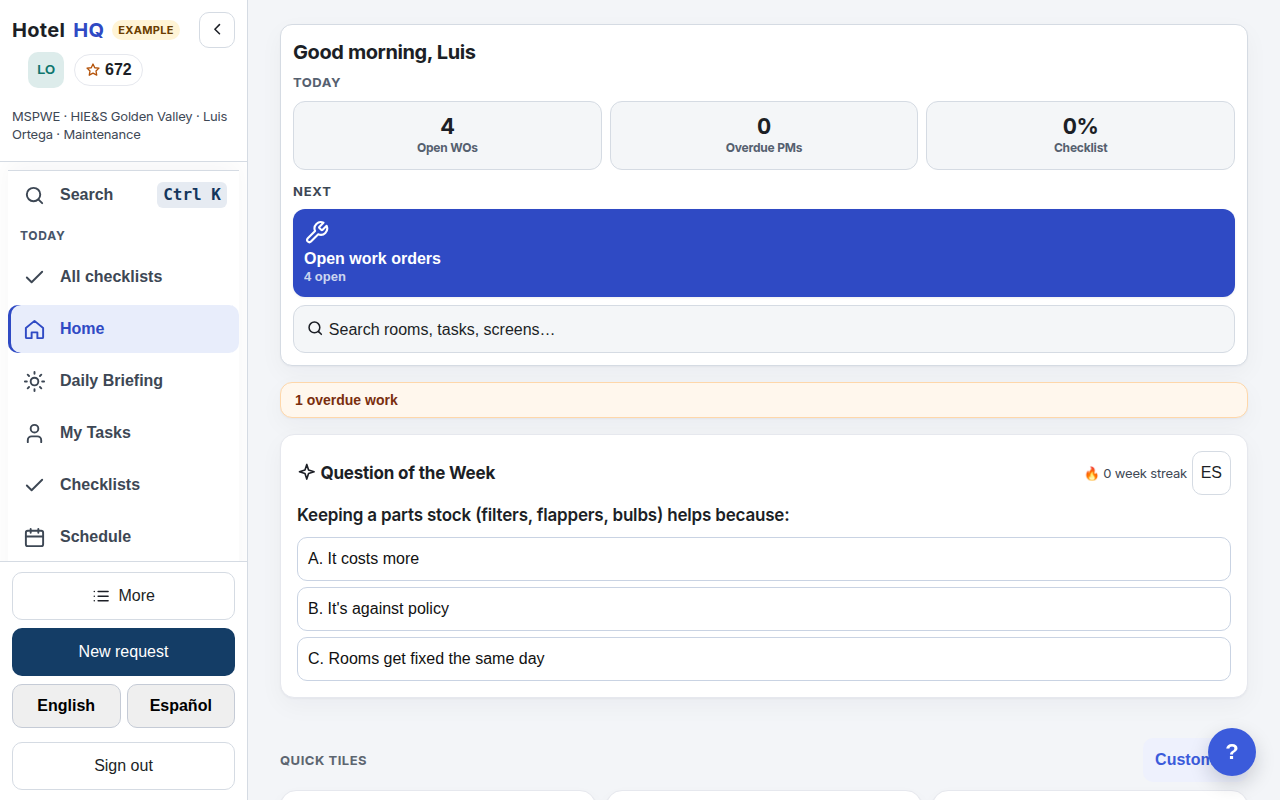 Hotel HQ EXAMPLE
LO 672
MSPWE · HIE&S Golden Valley · Luis
Ortega · Maintenance
Search Ctrl K
TODAY
All checklists
Home
Daily Briefing
My Tasks
Checklists
Schedule
More
New request
English Español
Sign out
Good morning, Luis
TODAY
4 0 0%
Open WOs Overdue PMs Checklist
NEXT
Open work orders
4 open
Search rooms, tasks, screens…
1 overdue work
Question of the Week 🔥 0 week streak ES
Keeping a parts stock (filters, flappers, bulbs) helps because:
A. It costs more
B. It's against policy
C. Rooms get fixed the same day
QUICK TILES
?